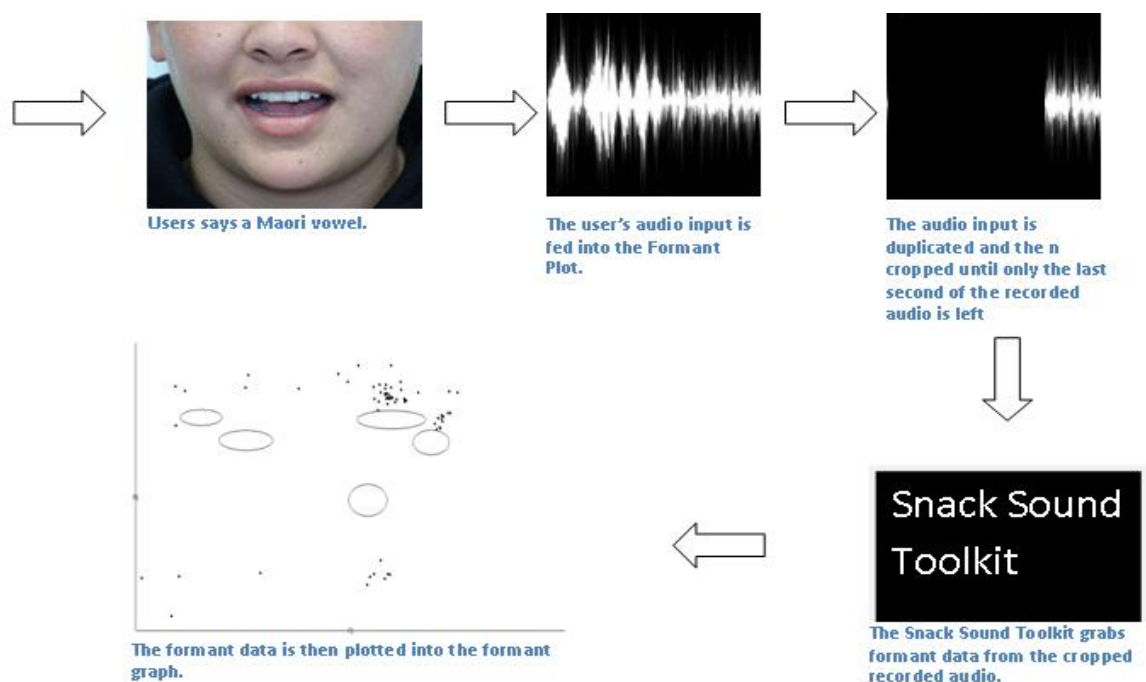 Users says a Maori vowel.
The user's audio input is
fed into the Formant
Plot.
The audio input is
duplicated and the n
cropped until only the last
second of the recorded
audio is left
Snack Sound
Toolkit
The Snack Sound Toolkit grabs
formant data from the cropped
recorded audio.
The formant data is then plotted into the formant
graph.